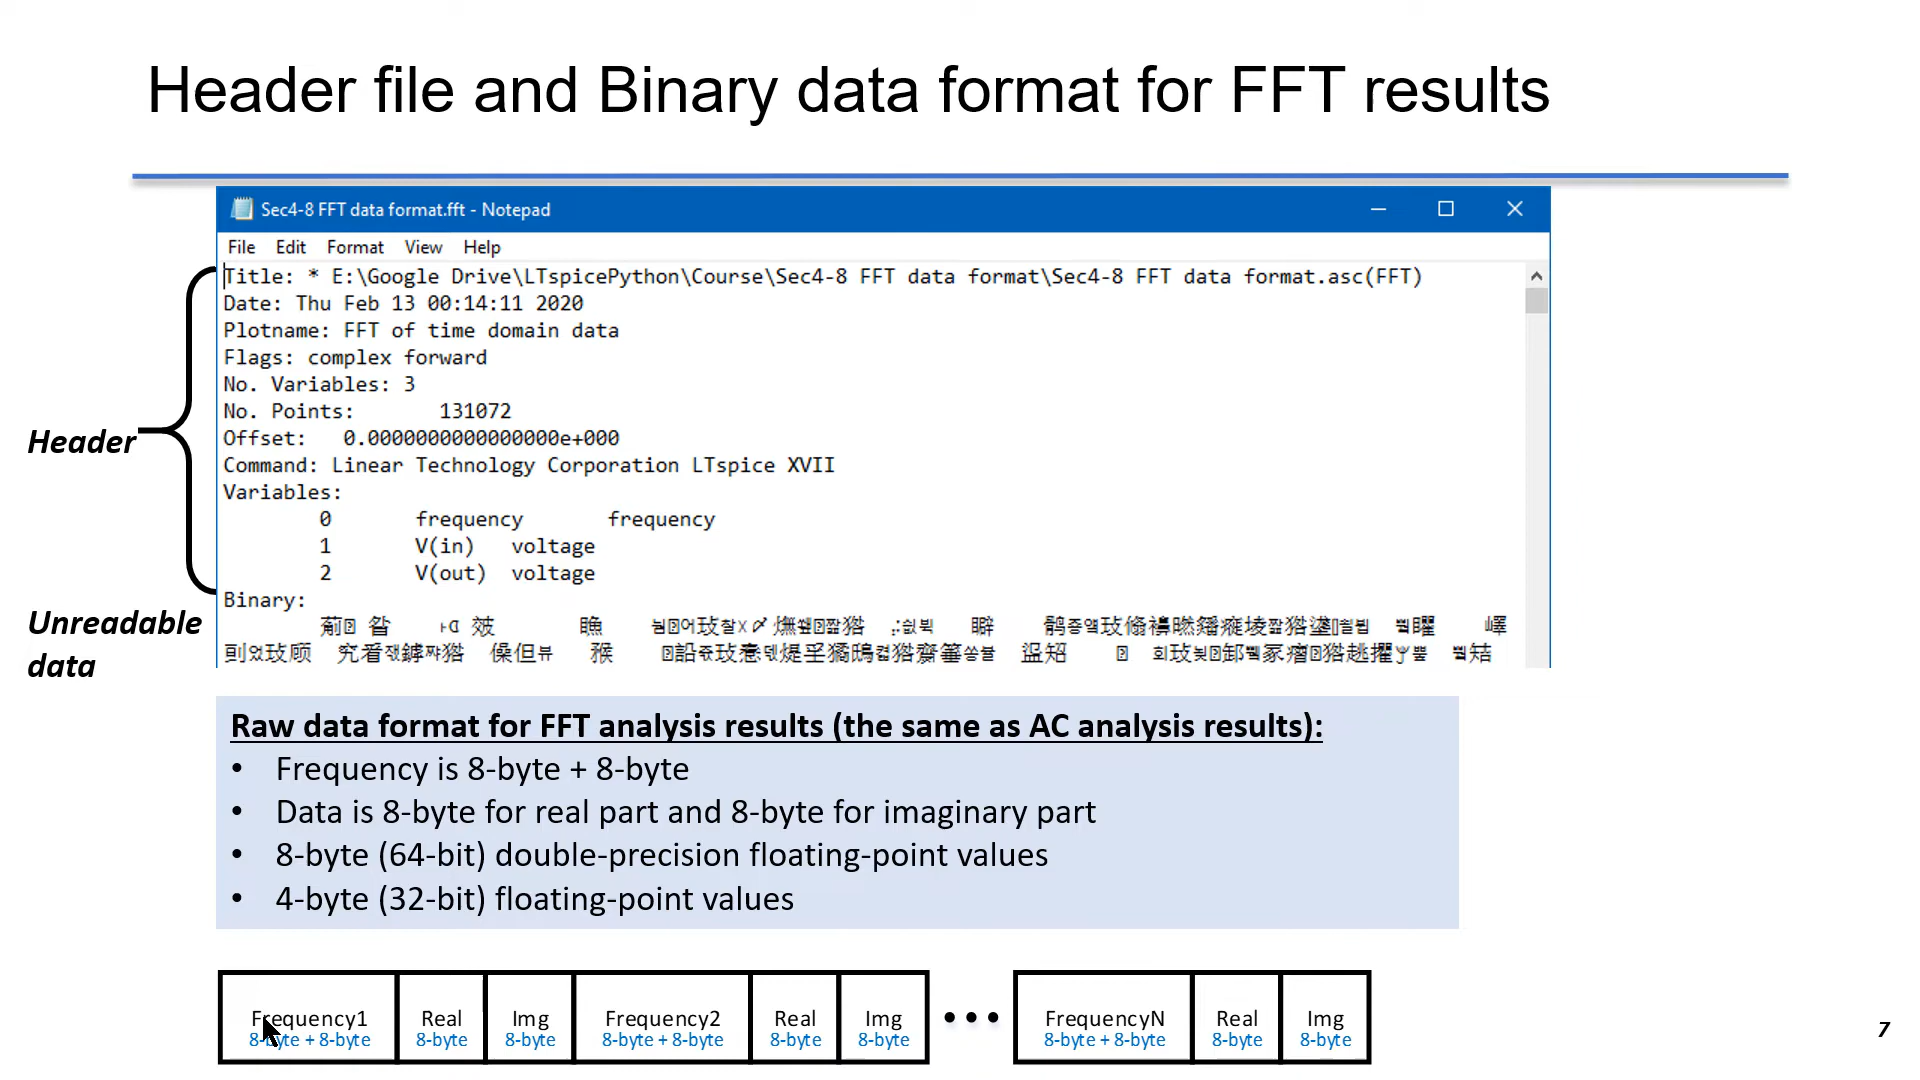 Header file and Binary data format for FFT results
Sec4-8 FFT data format.fft - Notepad
File Edit Format View Help
Title: * E:\Google Drive\LTspicePython\Course\Sec4-8 FFT data format\Sec4-8 FFT data format.asc(FFT)
Date: Thu Feb 13 00:14:11 2020
Plotname: FFT of time domain data
Flags: complex forward
No. Variables: 3
No. Points: 131072
Offset: 0.0000000000000000e+000
Command: Linear Technology Corporation LTspice XVII
Variables:
0 frequency frequency
1 V(in) voltage
2 V(out) voltage
Binary:
Header
Unreadable
data
Raw data format for FFT analysis results (the same as AC analysis results):
• Frequency is 8-byte + 8-byte
• Data is 8-byte for real part and 8-byte for imaginary part
• 8-byte (64-bit) double-precision floating-point values
• 4-byte (32-bit) floating-point values
Frequency1 Real Img Frequency2 Real Img ••• FrequencyN Real Img
8-byte + 8-byte 8-byte 8-byte 8-byte + 8-byte 8-byte 8-byte 8-byte + 8-byte 8-byte 8-byte
7